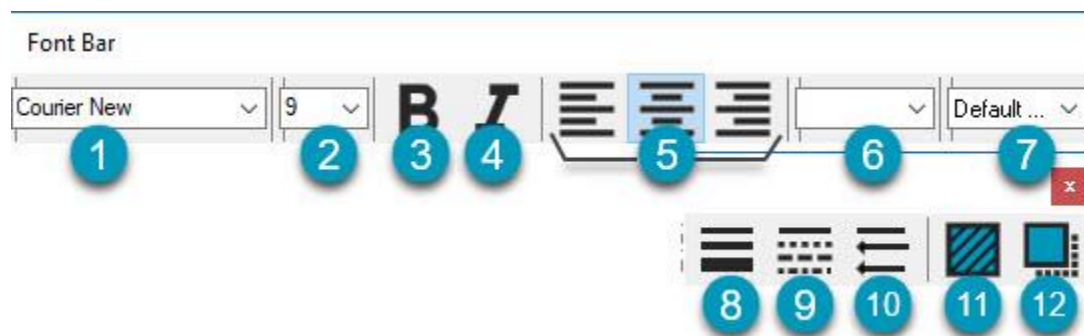 Font Bar
Courier New 9 B I Default ...
1 2 3 4 5 6 7
x
8 9 10 11 12